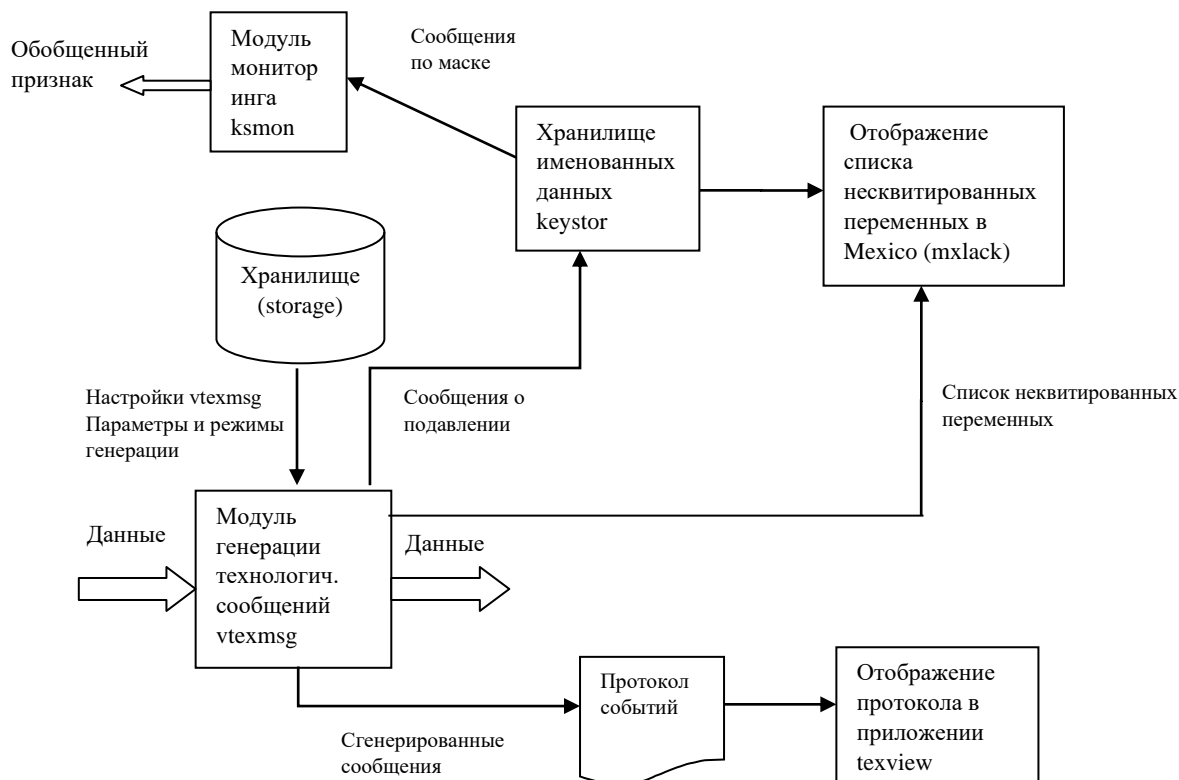 Обобщенный
признак
Модуль
монитор
инга
ksmon
Сообщения
по маске
Хранилище
именованных
данных
keystor
Отображение
списка
несквитированных
переменных в
Mexico (mxlack)
Хранилище
(storage)
Настройки vtexmsg
Параметры и режимы
генерации
Сообщения о
подавлении
Список неквитированных
переменных
Данные
Модуль
генерации
технологич.
сообщений
vtexmsg
Данные
Сгенерированные
сообщения
Протокол
событий
Отображение
протокола в
приложении
texview